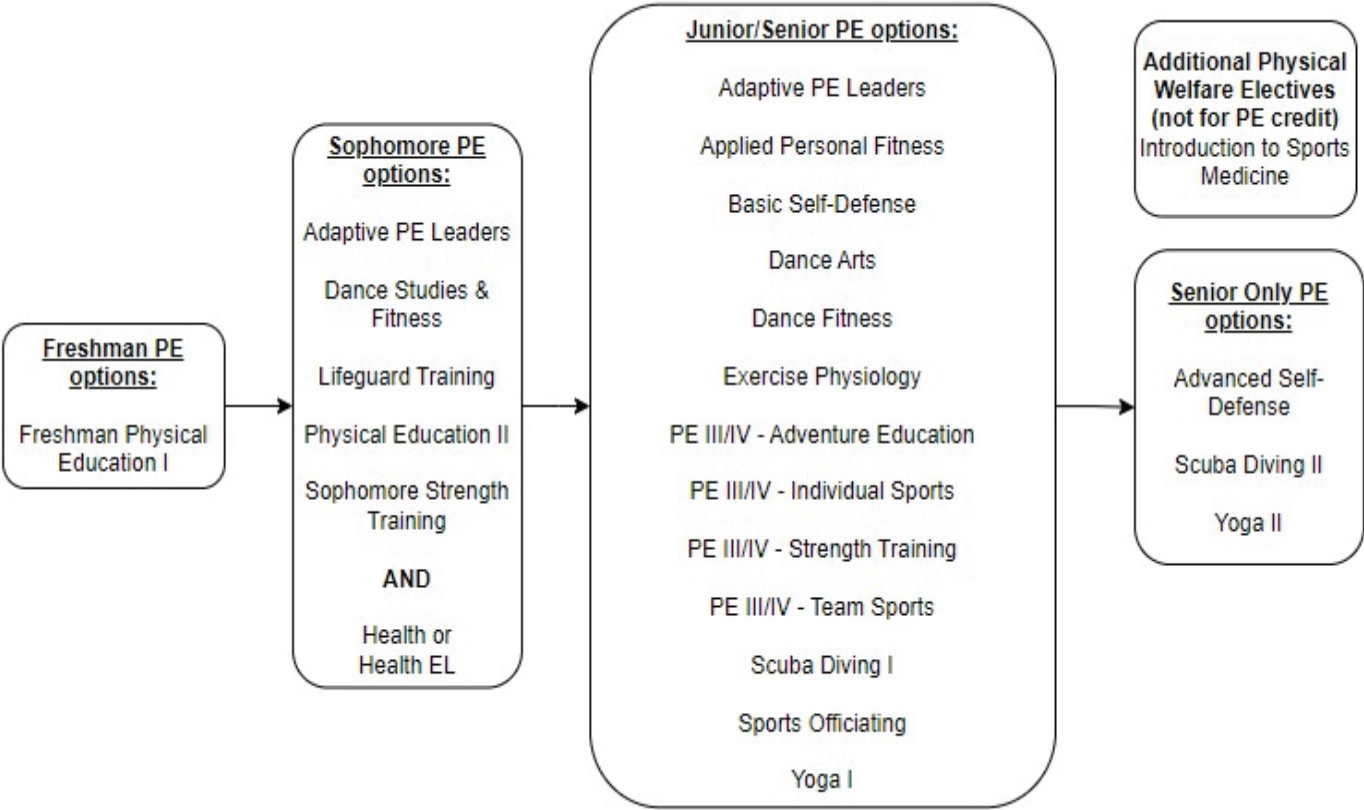 Freshman PE
options:
Freshman Physical
Education I
Sophomore PE
options:
Adaptive PE Leaders
Dance Studies &
Fitness
Lifeguard Training
Physical Education II
Sophomore Strength
Training
AND
Health or
Health EL
Junior/Senior PE options:
Adaptive PE Leaders
Applied Personal Fitness
Basic Self-Defense
Dance Arts
Dance Fitness
Exercise Physiology
PE III/IV - Adventure Education
PE III/IV - Individual Sports
PE III/IV - Strength Training
PE III/IV - Team Sports
Scuba Diving I
Sports Officiating
Yoga I
Additional Physical
Welfare Electives
(not for PE credit)
Introduction to Sports
Medicine
Senior Only PE
options:
Advanced Self-
Defense
Scuba Diving II
Yoga II